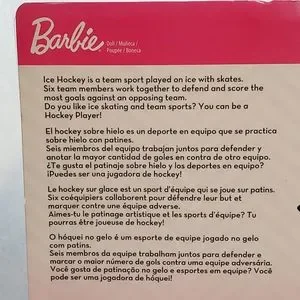 Barbie
Doll / Muñeca /
Poupée / Boneca
Ice Hockey is a team sport played on ice with skates.
Six team members work together to defend and score the
most goals against an opposing team.
Do you like ice skating and team sports? You can be a
Hockey Player!
El hockey sobre hielo es un deporte en equipo que se practica
sobre hielo con patines.
Seis miembros del equipo trabajan juntos para defender y
anotar la mayor cantidad de goles en contra de otro equipo.
¿Te gusta el patinaje sobre hielo y los deportes en equipo?
¡Puedes ser una jugadora de hockey!
Le hockey sur glace est un sport d'équipe qui se joue sur patins.
Six coéquipiers collaborent pour défendre leur but et
marquer contre une équipe adverse.
Aimes-tu le patinage artistique et les sports d'équipe? Tu
pourras être joueuse de hockey!
O hóquei no gelo é um esporte de equipe jogado no gelo
com patins.
Seis membros da equipe trabalham juntos para defender e
marcar o maior número de gols contra uma equipe adversária.
Você gosta de patinação no gelo e esportes em equipe? Você
pode ser uma jogadora de hóquei!